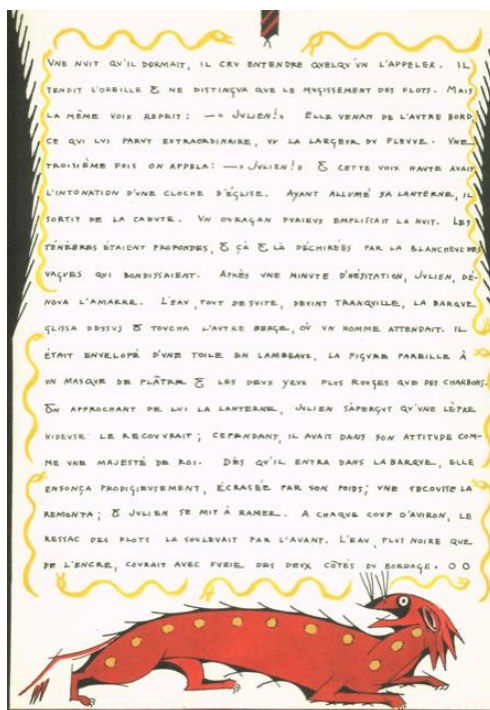 VNE NVIT QV'IL DORMAIT, IL CRV ENTENDRE QVELQV'VN L'APPELER. IL
TENDIT L'OREILLE & NE DISTINGVA QVE LE MVGISSEMENT DES FLOTS. MAIS
LA MÊME VOIX REPRIT : —» JVLIEN!» ELLE VENAIT DE L'AVTRE BORD,
CE QVI LVI PARVT EXTRAORDINAIRE, VV LA LARGEVR DV FLEVVE. VNE
TROISIÈME FOIS ON APPELA: —» JVLIEN!» & CETTE VOIX HAVTE AVAIT
L'INTONATION D'VNE CLOCHE D'ÉGLISE. AYANT ALLVMÉ SA LANTERNE, IL
SORTIT DE LA CAHVTE. VN OVRAGAN FVRIEVX EMPLISSAIT LA NVIT. LES
TÉNÈBRES ÉTAIENT PROFONDES, & ÇÀ & LÀ DÉCHIRÉES PAR LA BLANCHEVR DES
VAGVES QVI BONDISSAIENT. APRÈS VNE MINVTE D'HÉSITATION, JVLIEN, DÉ-
NOVA L'AMARRE. L'EAV, TOVT DE SVITE, DEVINT TRANQVILLE, LA BARQVE
GLISSA DESSVS & TOVCHA L'AVTRE BERGE, OÙ VN HOMME ATTENDAIT. IL
ÉTAIT ENVELOPÉ D'VNE TOILE EN LAMBEAVX, LA FIGVRE PAREILLE À
VN MASQVE DE PLÂTRE & LES DEVX YEVX PLVS ROVGES QVE DES CHARBONS.
EN APPROCHANT DE LVI LA LANTERNE, JVLIEN S'APERÇVT QV'VNE LÈPRE
HIDEVSE LE RECOVVRAIT ; CEPENDANT, IL AVAIT DANS SON ATTITVDE COM-
ME VNE MAJESTÉ DE ROI. DÈS QV'IL ENTRA DANS LA BARQVE, ELLE
ENFONÇA PRODIGIEVSEMENT, ÉCRASÉE PAR SON POIDS; VNE SECOVSSE LA
REMONTA ; & JVLIEN SE MIT À RAMER. A CHAQVE COVP D'AVIRON, LE
RESSAC DES FLOTS LA SOVLEVAIT PAR L'AVANT. L'EAV, PLVS NOIRE QVE
DE L'ENCRE, COVRAIT AVEC FVRIE DES DEVX CÔTÉS DV BORDAGE.